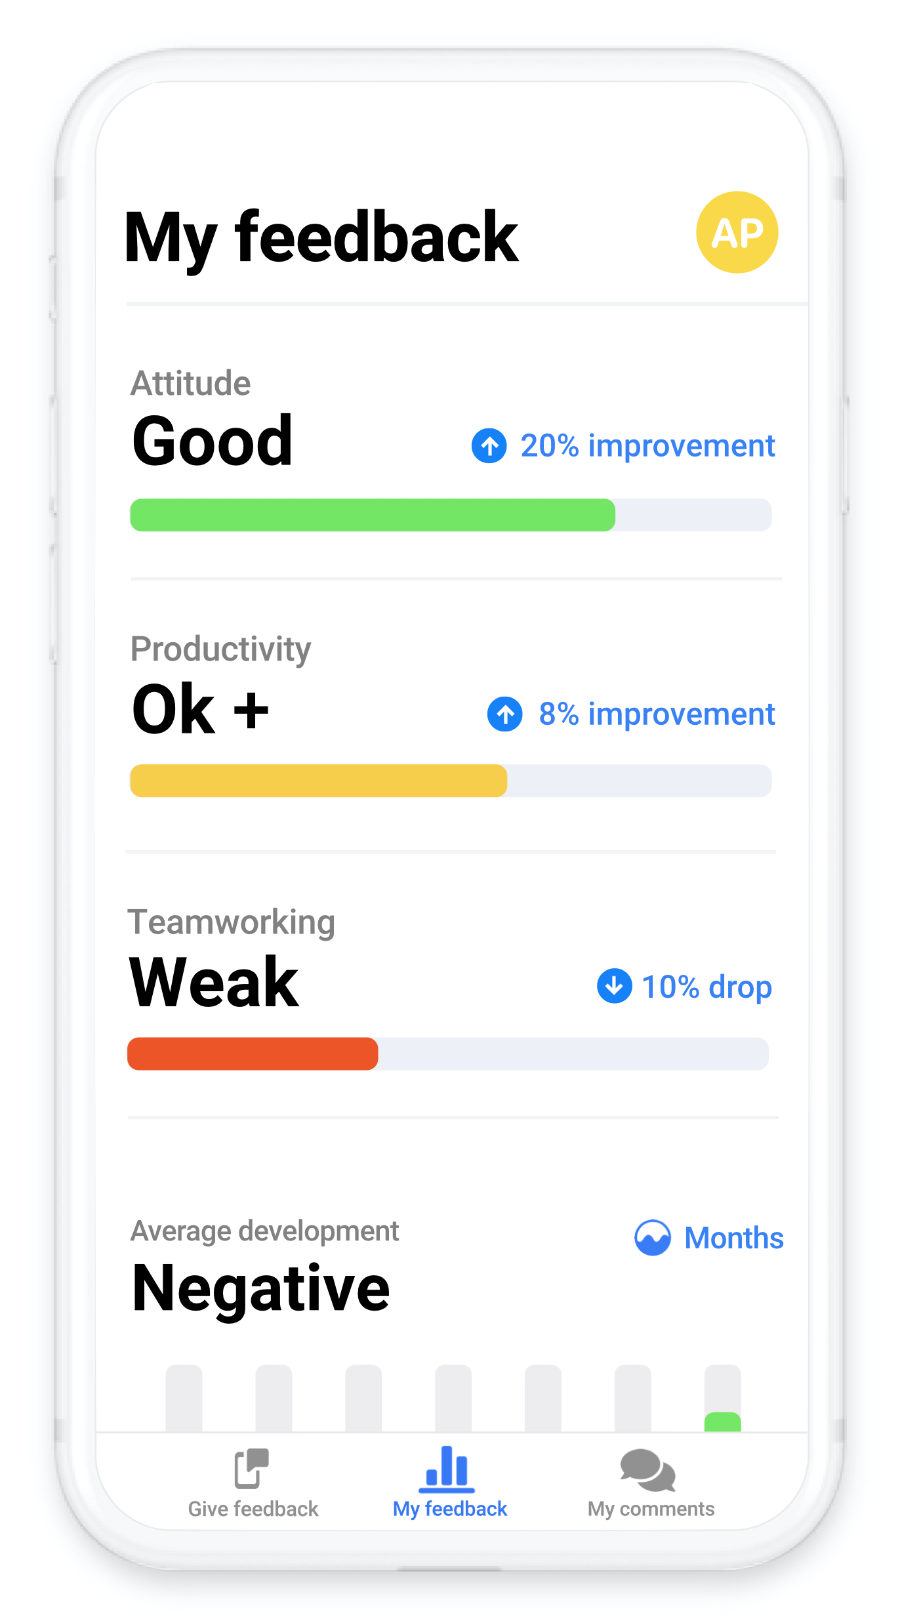 My feedback
AP
Attitude
Good
20% improvement
Productivity
Ok +
8% improvement
Teamworking
Weak
10% drop
Average development
Months
Negative
Give feedback
My feedback
My comments